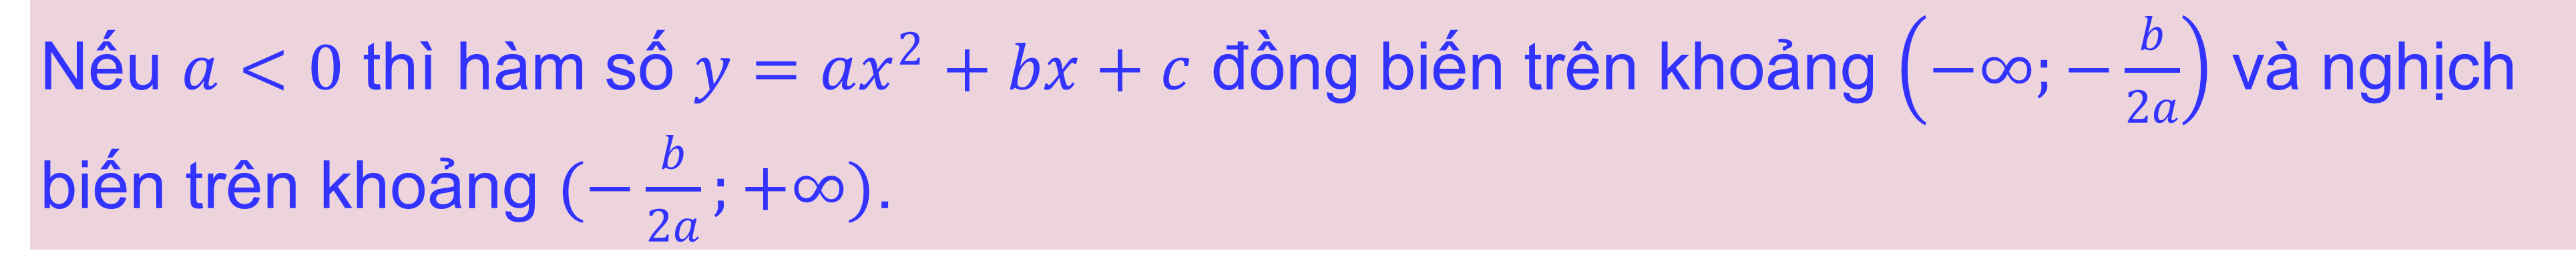 Nếu a < 0 thì hàm số y = ax² + bx + c đồng biến trên khoảng (−∞; −b/2a) và nghịch
biến trên khoảng (−b/2a; +∞).